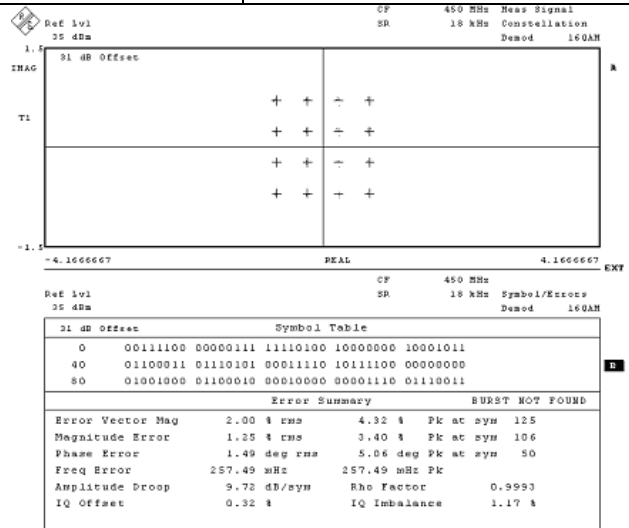 CF 450 MHz Meas Signal
Ref Lvl SR 18 kHz Constellation
35 dBm Demod 16QAM
1.5
31 dB Offset
IMAG
A
T1
-1.5
-4.1666667 REAL 4.1666667
EXT
CF 450 MHz
Ref Lvl SR 18 kHz Symbol/Errors
35 dBm Demod 16QAM
31 dB Offset Symbol Table
0 00111100 00000111 11110100 10000000 10001011
40 01100011 01110101 00011110 10111100 00000000
80 01001000 01100010 00010000 00001110 01110011
B
Error Summary BURST NOT FOUND
Error Vector Mag 2.00 % rms 4.32 % Pk at sym 125
Magnitude Error 1.25 % rms 3.40 % Pk at sym 106
Phase Error 1.49 deg rms 5.06 deg Pk at sym 50
Freq Error 257.49 mHz 257.49 mHz Pk
Amplitude Droop 9.72 dB/sym Rho Factor 0.9993
IQ Offset 0.32 % IQ Imbalance 1.17 %